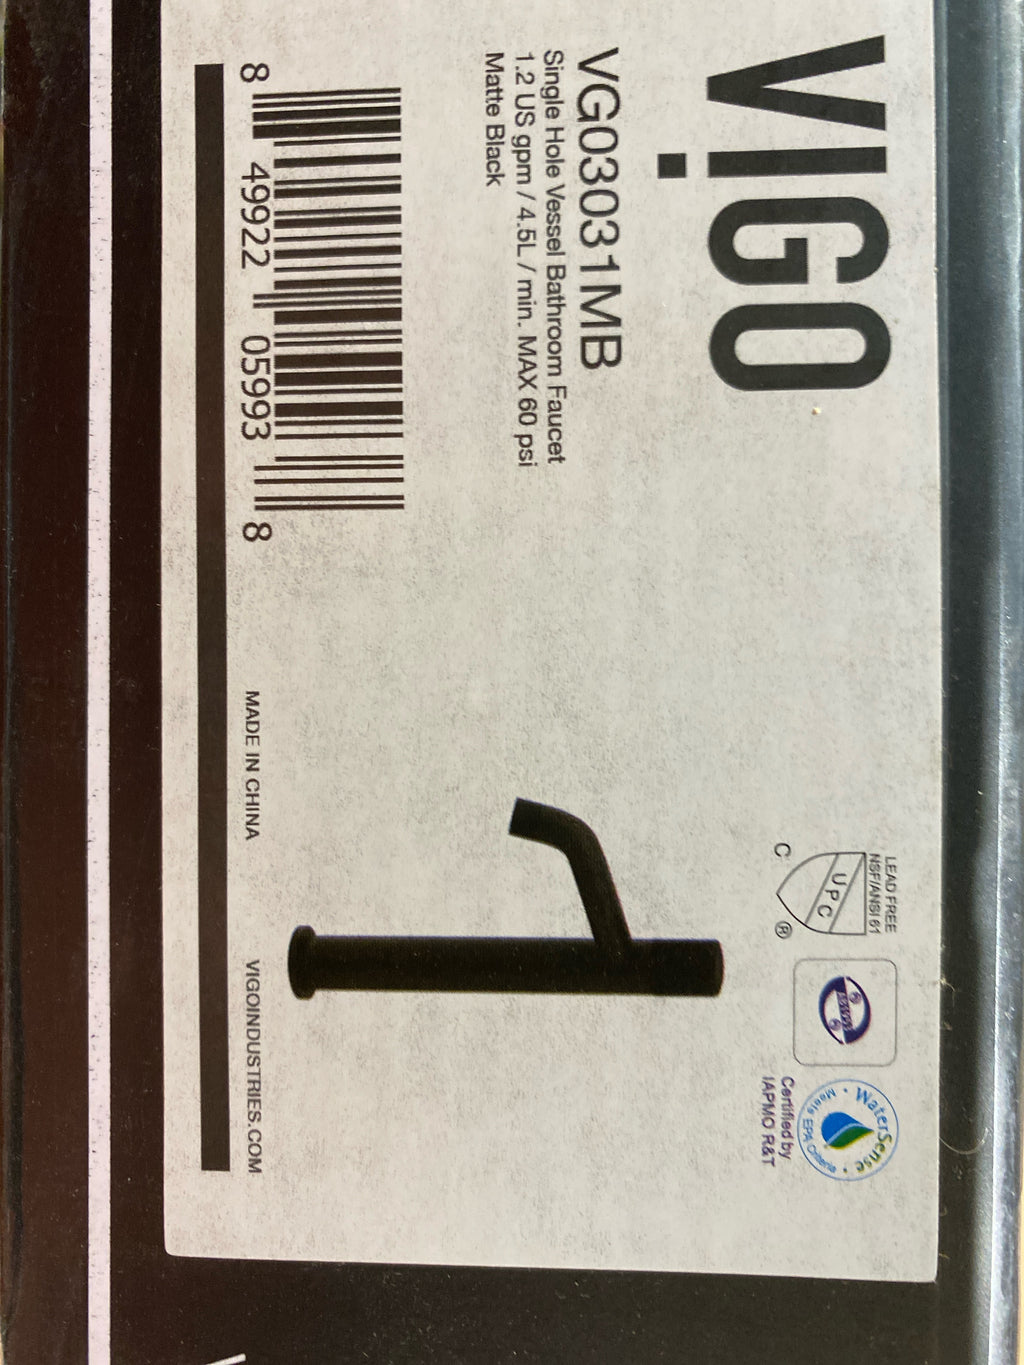 VIGO
VG03031MB
Single Hole Vessel Bathroom Faucet
1.2 US gpm / 4.5L / min. MAX 60 psi
Matte Black
8 49922 05993 8
LEAD FREE
NSF/ANSI 61
UPC
C ®
WaterSense
Meets EPA Criteria
Certified by
IAPMO R&T
MADE IN CHINA
VIGOINDUSTRIES.COM